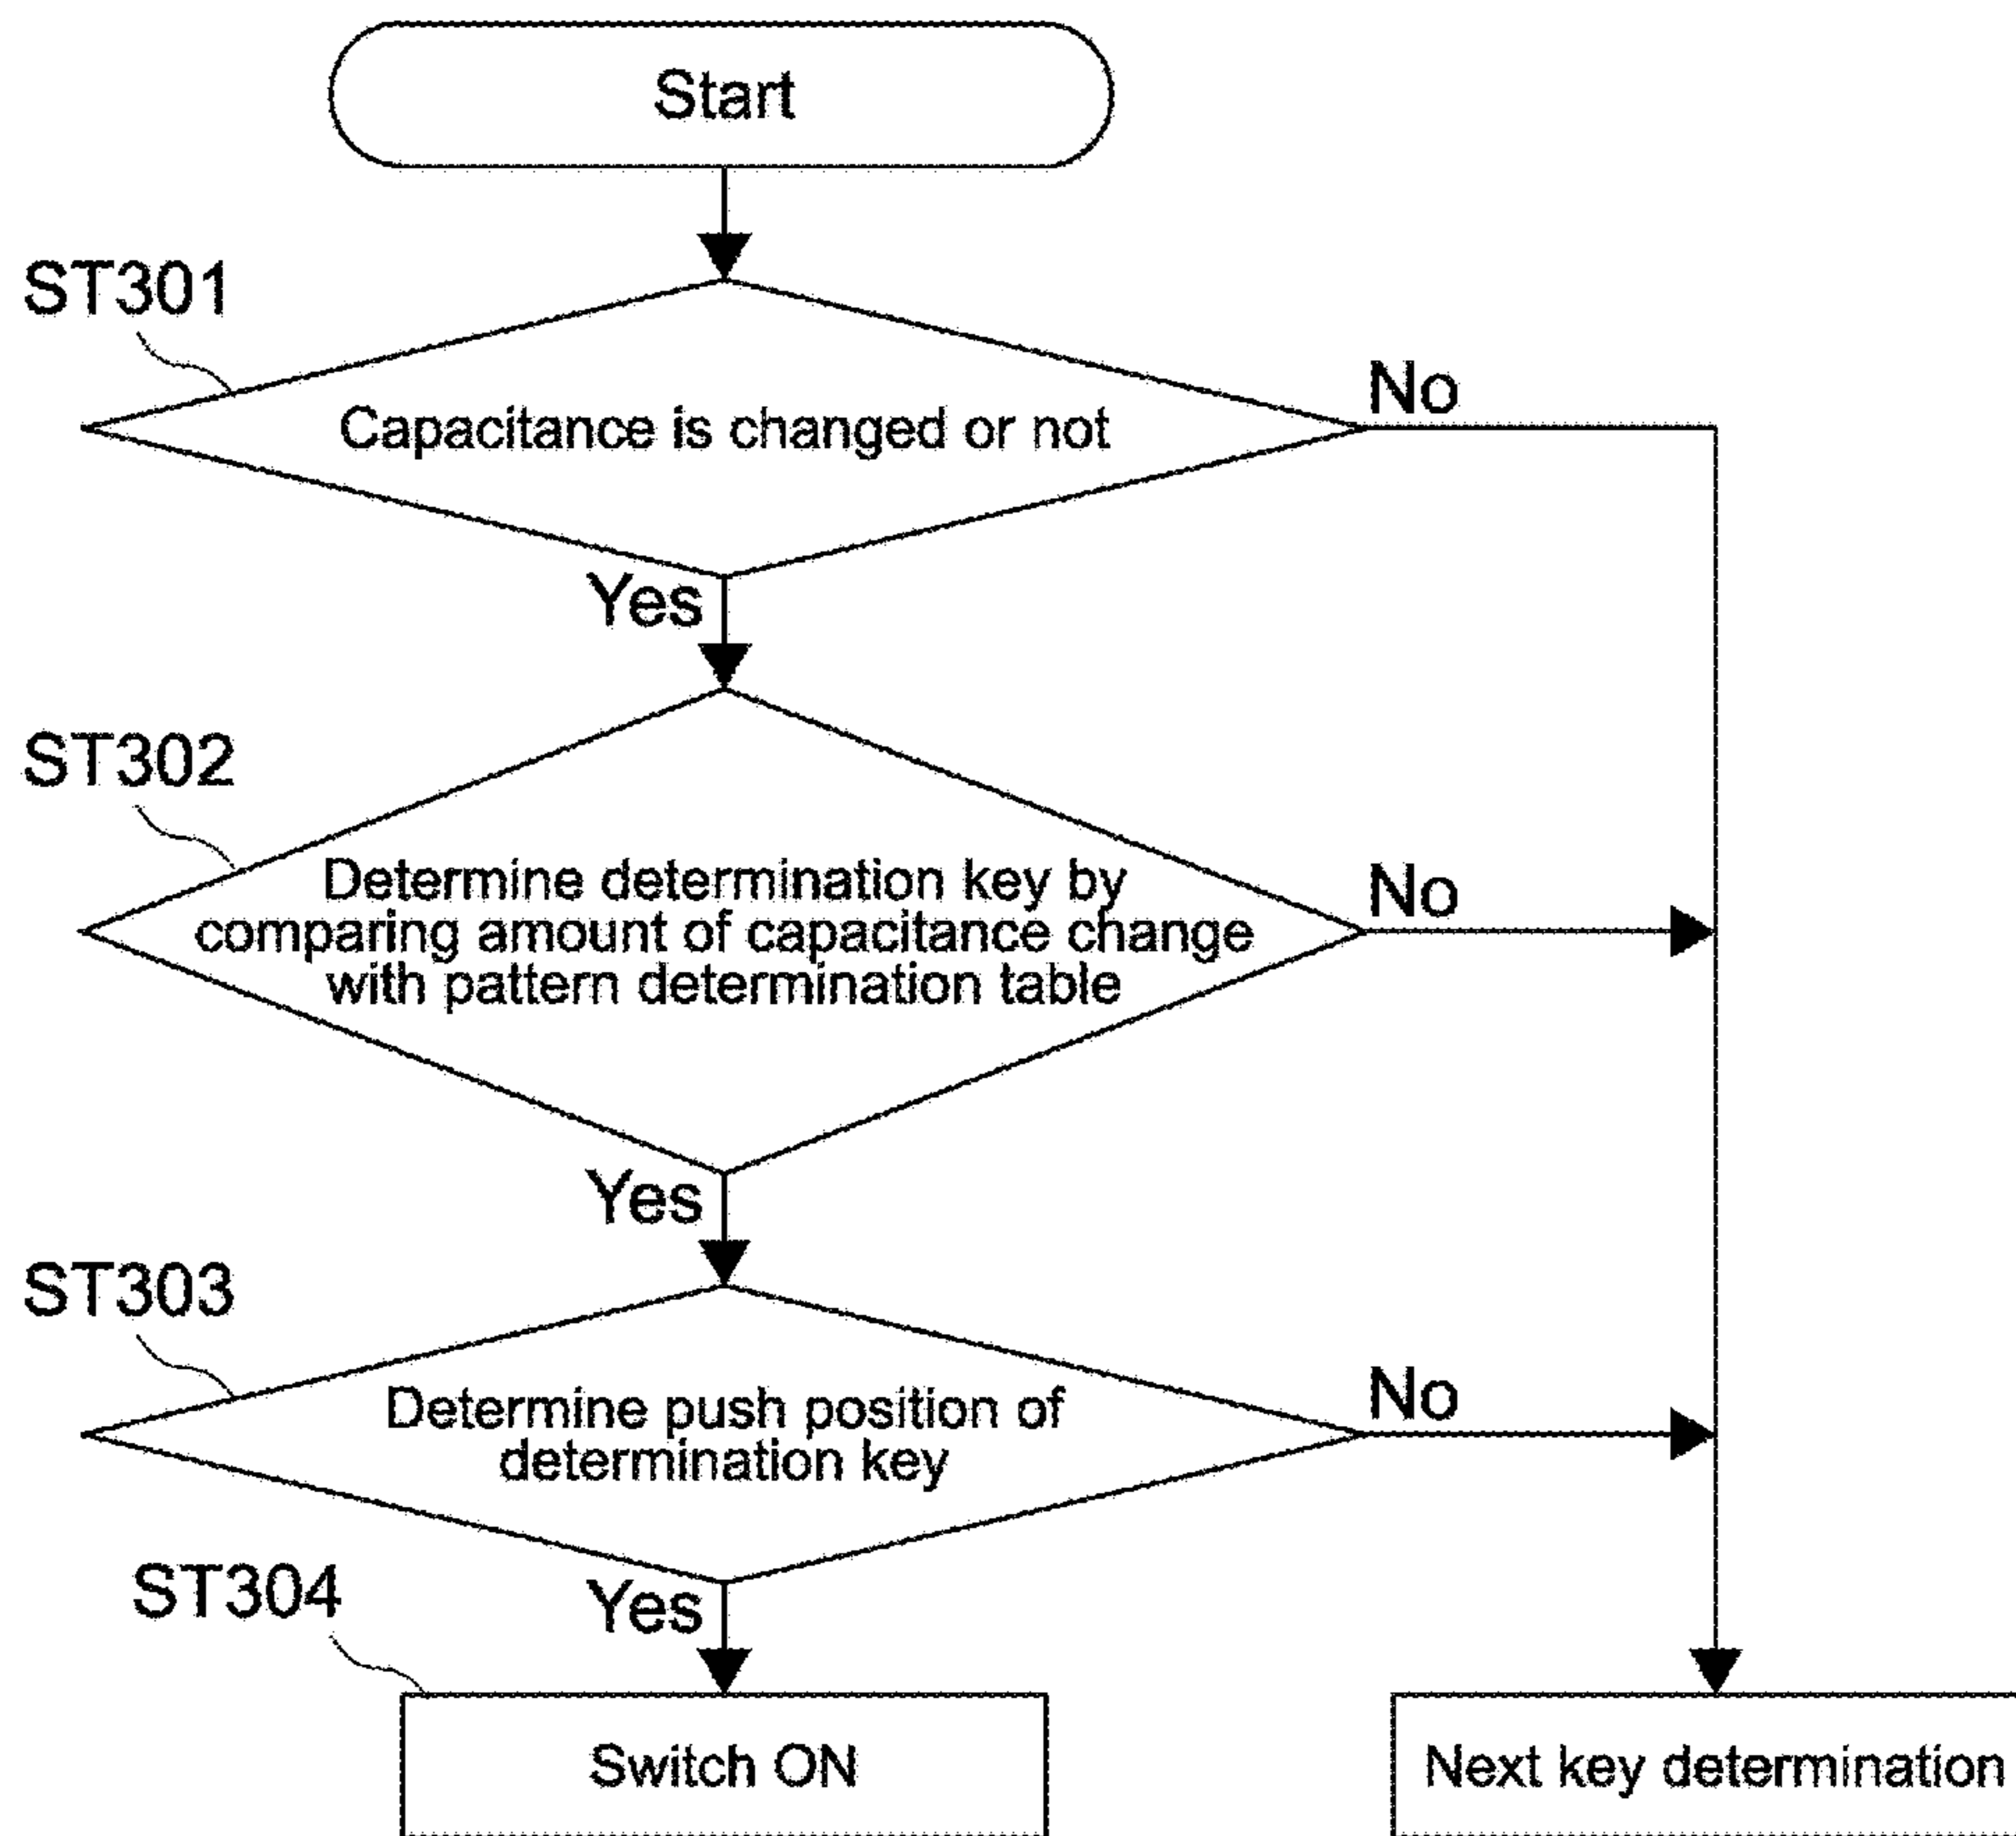 Start
ST301
Capacitance is changed or not
No
Yes
ST302
Determine determination key by
comparing amount of capacitance change
with pattern determination table
No
Yes
ST303
Determine push position of
determination key
No
Yes
ST304
Switch ON
Next key determination